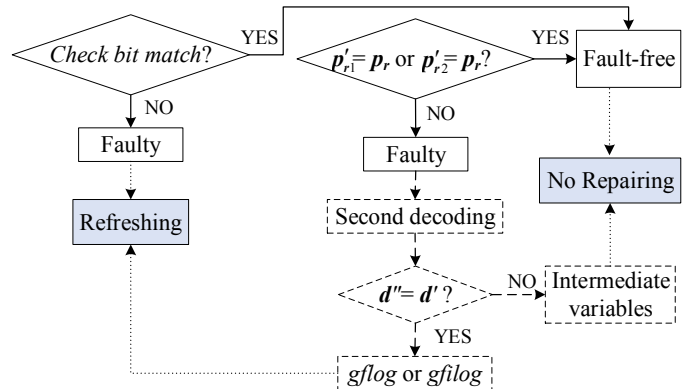 Check bit match?
YES
p′r1= pr or p′r2= pr?
YES
Fault-free
NO
NO
Faulty
Faulty
No Repairing
Refreshing
Second decoding
d″= d′ ?
NO
Intermediate
variables
YES
gflog or gfilog